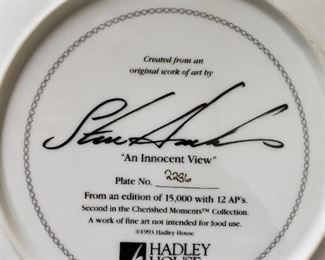 Created from an
original work of art by
"An Innocent View"
Plate No. 2286
From an edition of 15,000 with 12 AP's.
Second in the Cherished Moments™ Collection.
A work of fine art not intended for food use.
©1993 Hadley House
HADLEY
HOUSE